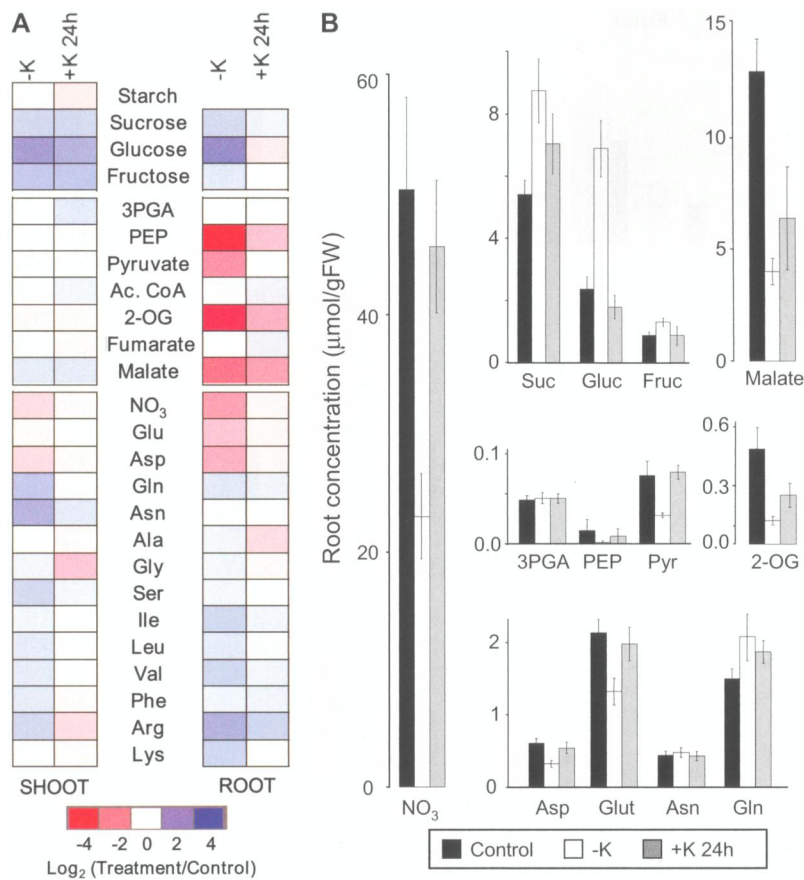 A
-K
+K 24h
-K
+K 24h
Starch
Sucrose
Glucose
Fructose
3PGA
PEP
Pyruvate
Ac. CoA
2-OG
Fumarate
Malate
NO₃
Glu
Asp
Gln
Asn
Ala
Gly
Ser
Ile
Leu
Val
Phe
Arg
Lys
SHOOT
ROOT
-4 -2 0 2 4
Log₂ (Treatment/Control)
B
Root concentration (µmol/gFW)
60
40
20
0
NO₃
8
4
0
Suc Gluc Fruc
15
10
5
0
Malate
0.1
0.0
3PGA PEP Pyr
0.6
0.3
0.0
2-OG
2
1
0
Asp Glut Asn Gln
Control -K +K 24h